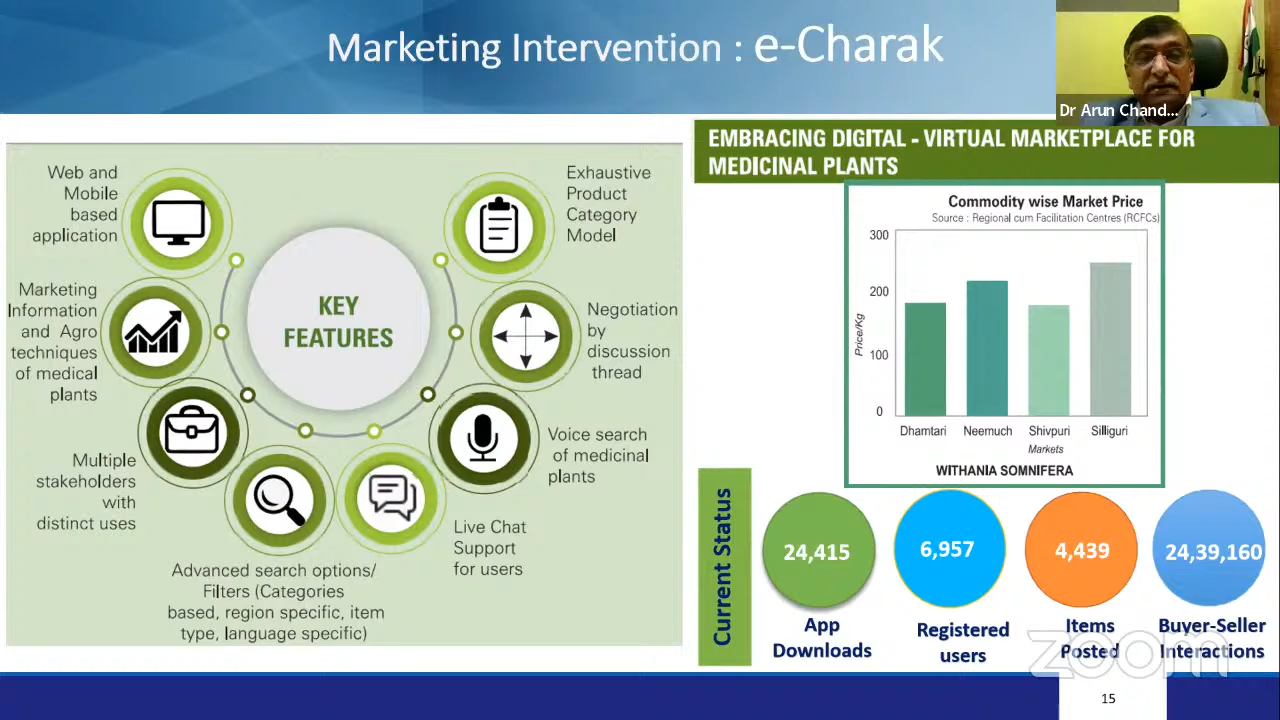 Marketing Intervention : e-Charak
Dr Arun Chand...
Web and
Mobile
based
application
Marketing
Information
and Agro
techniques
of medical
plants
Multiple
stakeholders
with
distinct uses
Advanced search options/
Filters (Categories
based, region specific, item
type, language specific)
KEY
FEATURES
Exhaustive
Product
Category
Model
Negotiation
by
discussion
thread
Voice search
of medicinal
plants
Live Chat
Support
for users
EMBRACING DIGITAL - VIRTUAL MARKETPLACE FOR
MEDICINAL PLANTS
Commodity wise Market Price
Source : Regional cum Facilitation Centres (RCFCs)
300
200
100
0
Price/Kg
Dhamtari Neemuch Shivpuri Silliguri
Markets
WITHANIA SOMNIFERA
Current Status
24,415
App
Downloads
6,957
Registered
users
4,439
Items
Posted
24,39,160
Buyer-Seller
Interactions
zoom
15